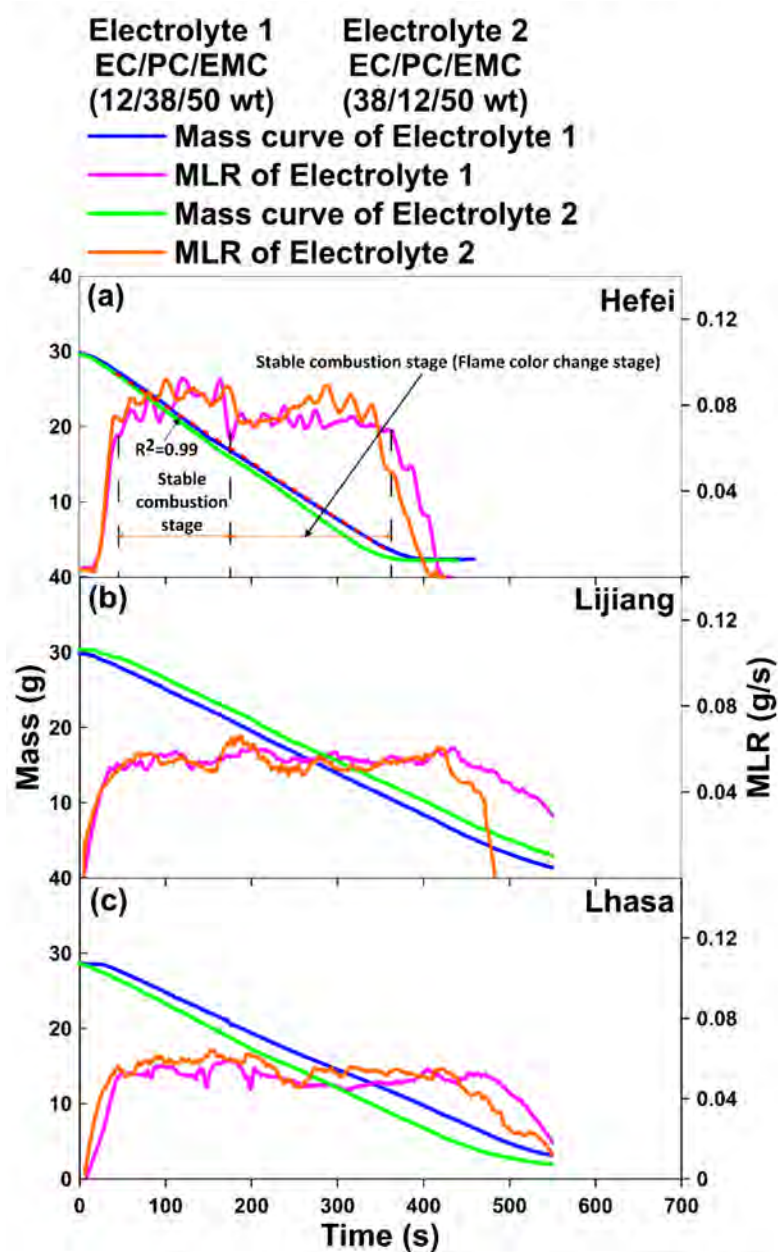 Electrolyte 1 Electrolyte 2
EC/PC/EMC EC/PC/EMC
(12/38/50 wt) (38/12/50 wt)
Mass curve of Electrolyte 1
MLR of Electrolyte 1
Mass curve of Electrolyte 2
MLR of Electrolyte 2
40
(a) Hefei
0.12
30
Stable combustion stage (Flame color change stage)
20 0.08
R²=0.99
Stable
combustion
stage
10 0.04
40
(b) Lijiang
0.12
30
Mass (g) MLR (g/s)
20 0.08
10 0.04
40
(c) Lhasa
0.12
30
20 0.08
10 0.04
0 0
0 100 200 300 400 500 600 700
Time (s)